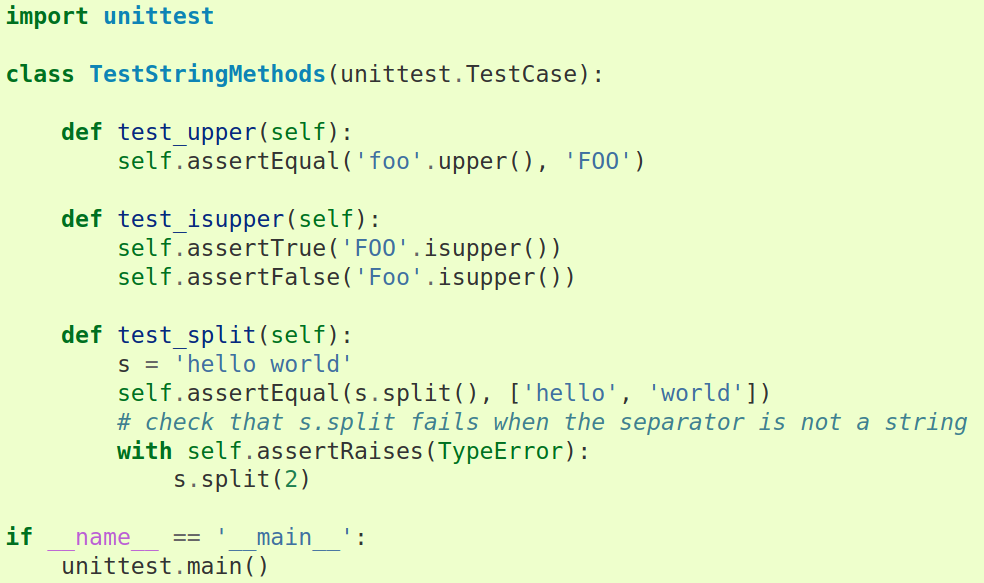 import unittest

class TestStringMethods(unittest.TestCase):

    def test_upper(self):
        self.assertEqual('foo'.upper(), 'FOO')

    def test_isupper(self):
        self.assertTrue('FOO'.isupper())
        self.assertFalse('Foo'.isupper())

    def test_split(self):
        s = 'hello world'
        self.assertEqual(s.split(), ['hello', 'world'])
        # check that s.split fails when the separator is not a string
        with self.assertRaises(TypeError):
            s.split(2)

if __name__ == '__main__':
    unittest.main()